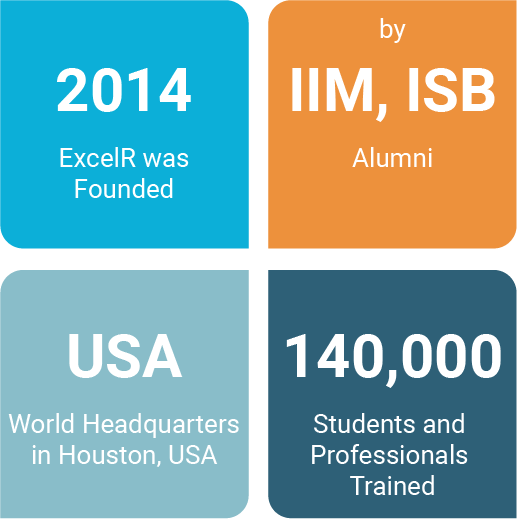 2014
ExcelR was
Founded
by
IIM, ISB
Alumni
USA
World Headquarters
in Houston, USA
140,000
Students and
Professionals
Trained